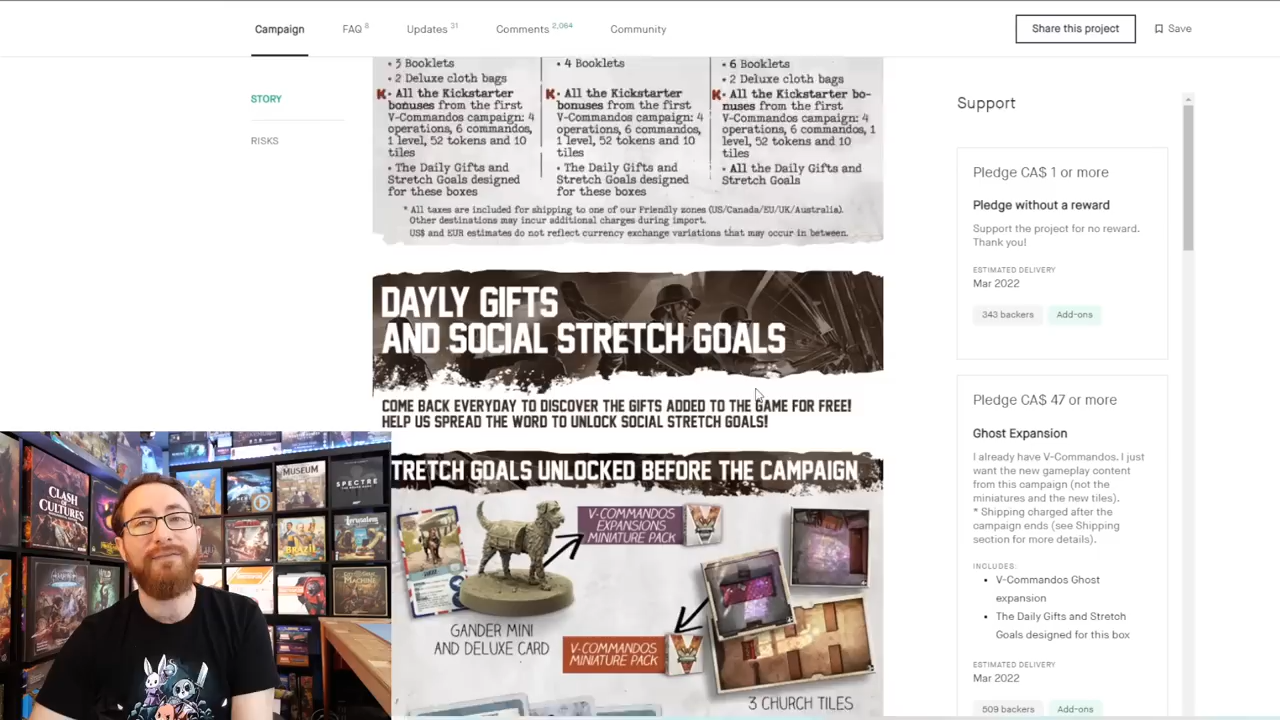 Campaign
FAQ 8
Updates 31
Comments 2,064
Community
Share this project
Save
STORY
RISKS
• 3 Booklets
• 2 Deluxe cloth bags
K• All the Kickstarter
bonuses from the first
V-Commandos campaign: 4
operations, 6 commandos,
1 level, 52 tokens and 10
tiles
• The Daily Gifts and
Stretch Goals designed
for these boxes
• 4 Booklets
K• All the Kickstarter
bonuses from the first
V-Commandos campaign: 4
operations, 6 commandos,
1 level, 52 tokens and 10
tiles
• The Daily Gifts and
Stretch Goals designed
for these boxes
• 6 Booklets
• 2 Deluxe cloth bags
K• All the Kickstarter bo-
nuses from the first
V-Commandos campaign: 4
operations, 6 commandos, 1
level, 52 tokens and 10
tiles
• All the Daily Gifts and
Stretch Goals
* All taxes are included for shipping to one of our Friendly zones (US/Canada/EU/UK/Australia).
Other destinations may incur additional charges during import.
US$ and EUR estimates do not reflect currency exchange variations that may occur in between.
DAYLY GIFTS
AND SOCIAL STRETCH GOALS
COME BACK EVERYDAY TO DISCOVER THE GIFTS ADDED TO THE GAME FOR FREE!
HELP US SPREAD THE WORD TO UNLOCK SOCIAL STRETCH GOALS!
TRETCH GOALS UNLOCKED BEFORE THE CAMPAIGN
V-COMMANDOS
EXPANSIONS
MINIATURE PACK
GANDER MINI
AND DELUXE CARD
V-COMMANDOS
MINIATURE PACK
3 CHURCH TILES
Support
Pledge CA$ 1 or more
Pledge without a reward
Support the project for no reward.
Thank you!
ESTIMATED DELIVERY
Mar 2022
343 backers
Add-ons
Pledge CA$ 47 or more
Ghost Expansion
I already have V-Commandos. I just
want the new gameplay content
from this campaign (not the
miniatures and the new tiles).
* Shipping charged after the
campaign ends (see Shipping
section for more details).
INCLUDES:
• V-Commandos Ghost
expansion
• The Daily Gifts and Stretch
Goals designed for this box
ESTIMATED DELIVERY
Mar 2022
509 backers
Add-ons
CLASH
OF
CULTURES
MUSEUM
SPECTRE
BRAZIL
Jerusalem
MACHINE